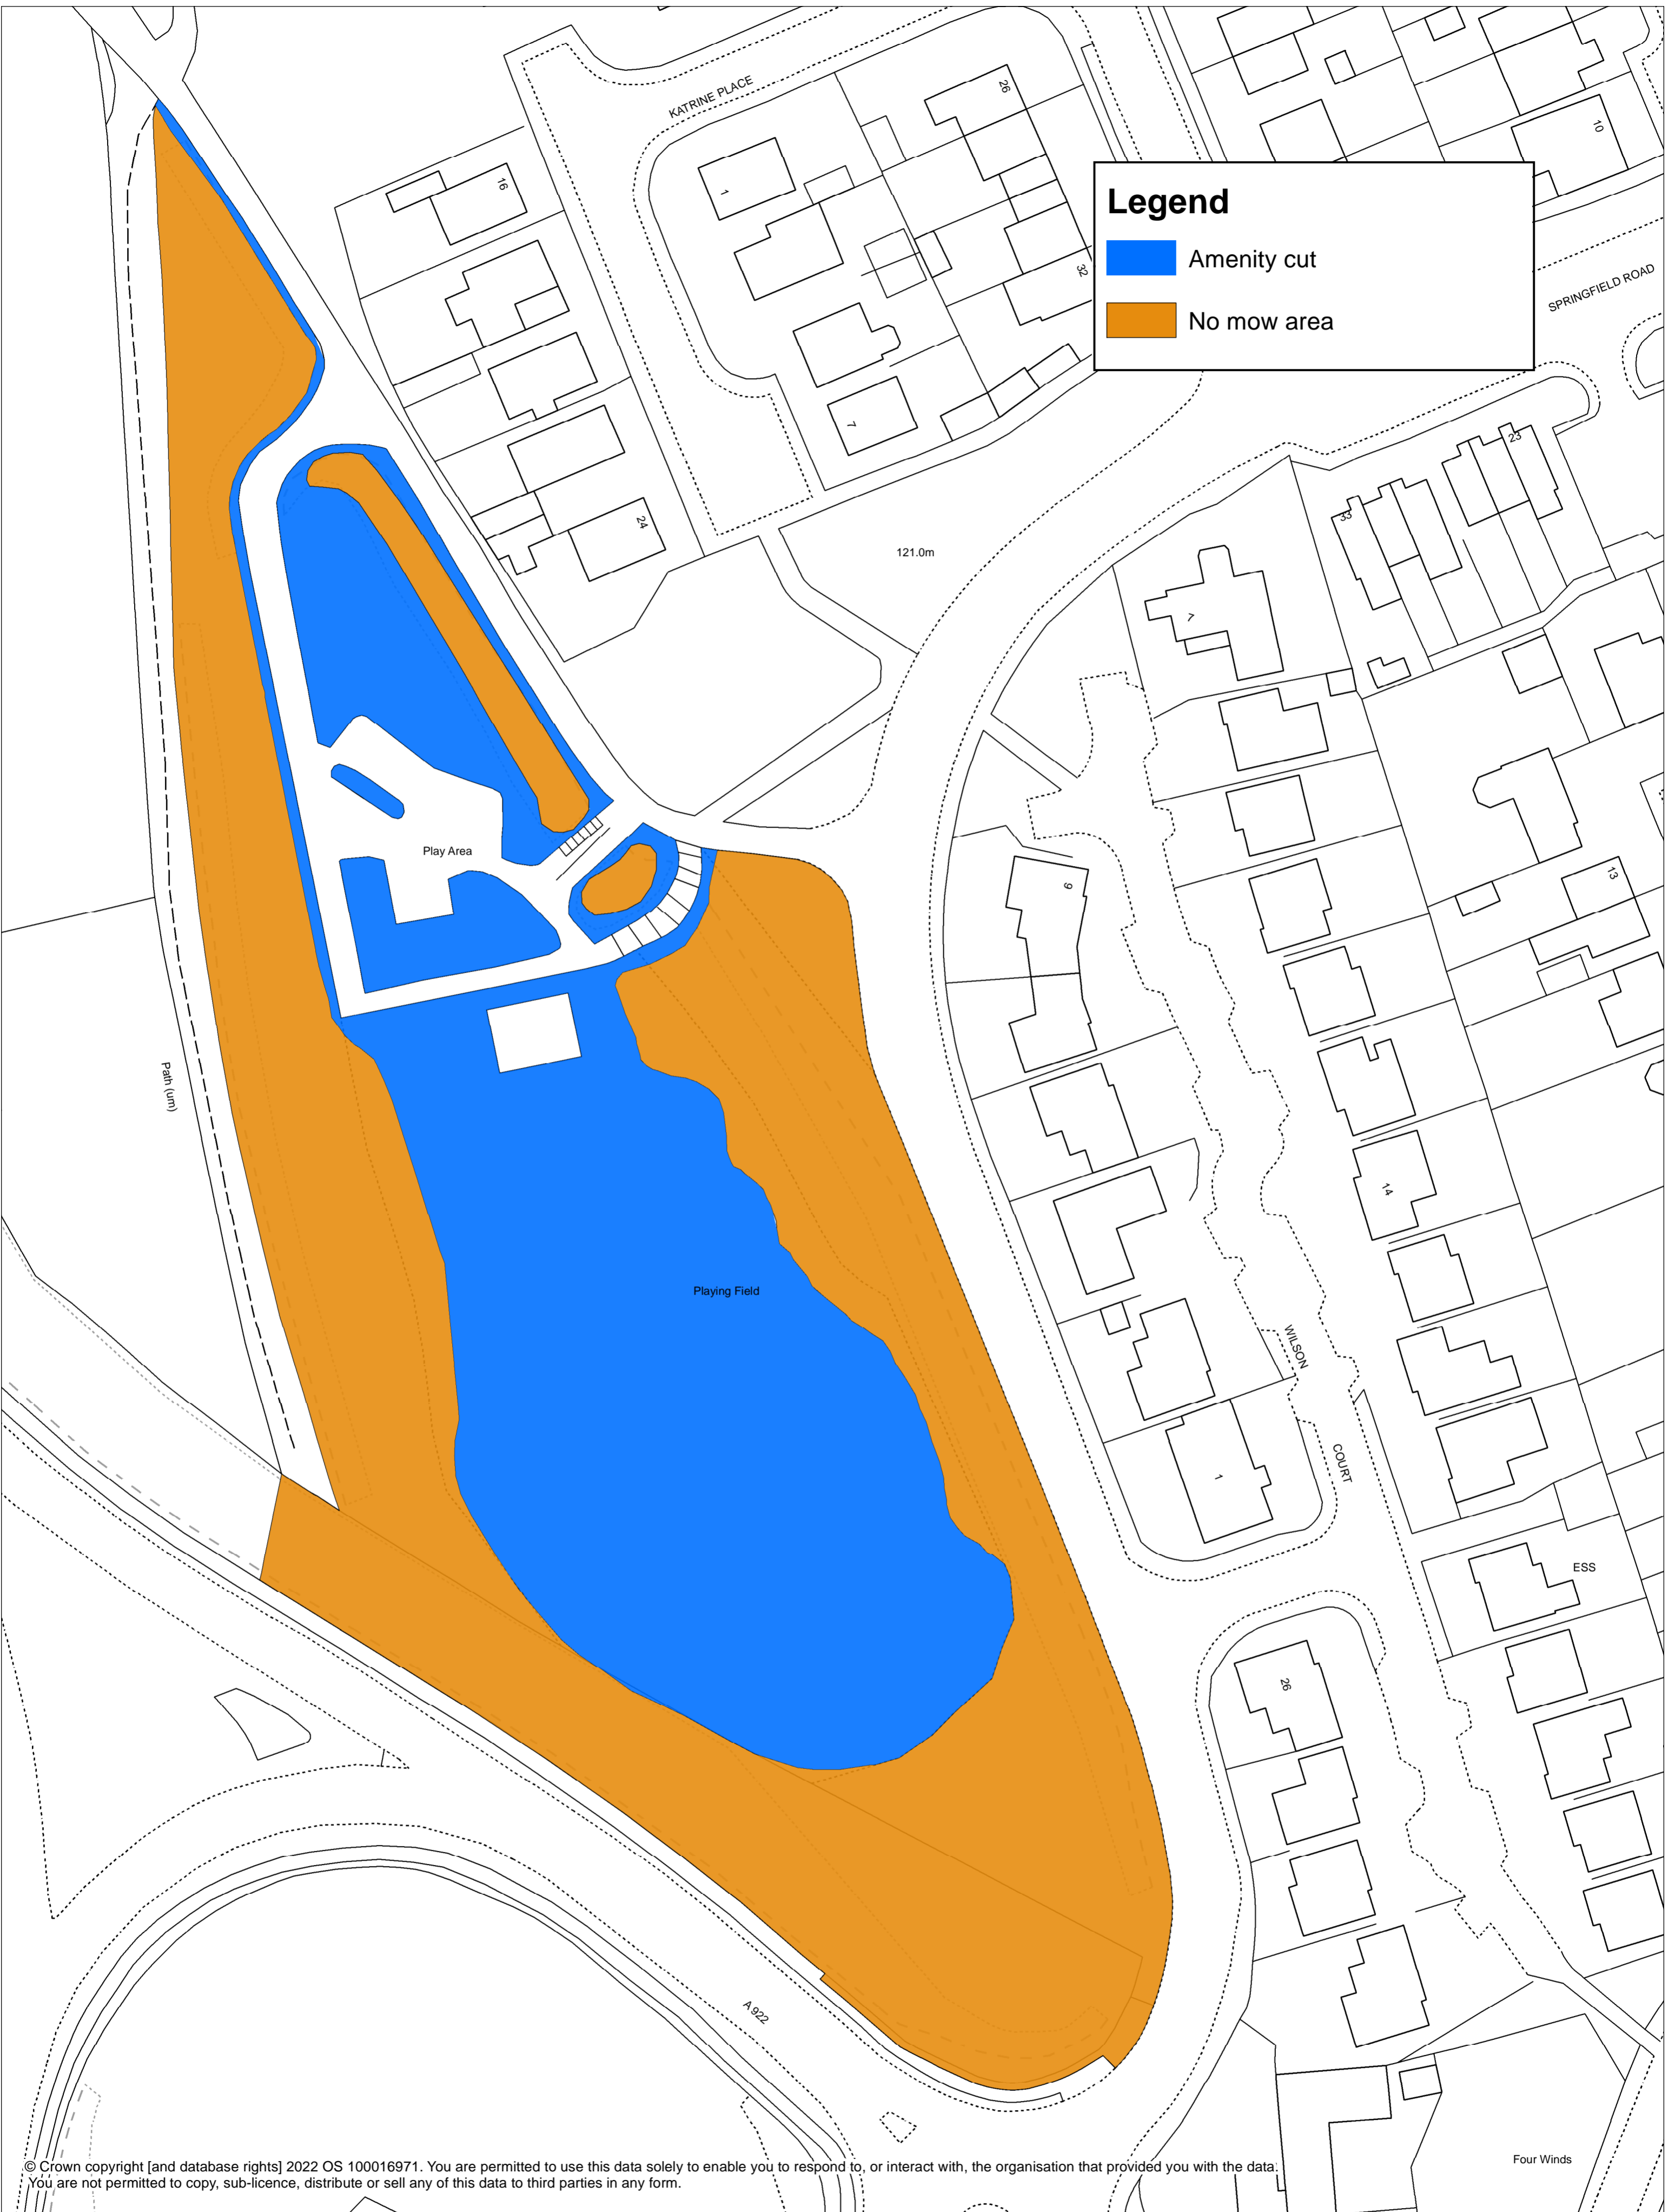 KATRINE PLACE
26
10
16
1
32
Legend
Amenity cut
No mow area
SPRINGFIELD ROAD
7
23
33
24
121.0m
7
Play Area
9
13
Path (um)
14
Playing Field
WILSON
COURT
1
ESS
26
A 922
Four Winds
© Crown copyright [and database rights] 2022 OS 100016971. You are permitted to use this data solely to enable you to respond to, or interact with, the organisation that provided you with the data.
You are not permitted to copy, sub-licence, distribute or sell any of this data to third parties in any form.